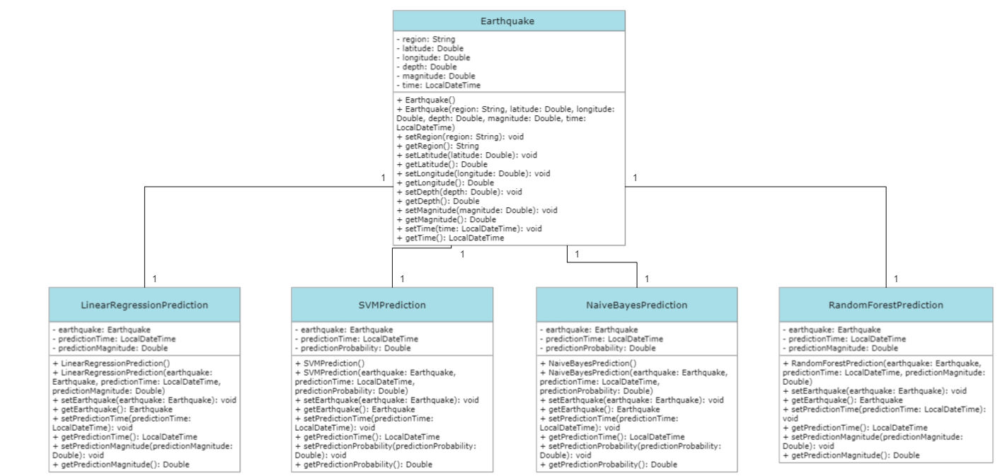 Earthquake
- region: String
- latitude: Double
- longitude: Double
- depth: Double
- magnitude: Double
- time: LocalDateTime
+ Earthquake()
+ Earthquake(region: String, latitude: Double, longitude:
Double, depth: Double, magnitude: Double, time:
LocalDateTime)
+ setRegion(region: String): void
+ getRegion(): String
+ setLatitude(latitude: Double): void
+ getLatitude(): Double
+ setLongitude(longitude: Double): void
+ getLongitude(): Double
+ setDepth(depth: Double): void
+ getDepth(): Double
+ setMagnitude(magnitude: Double): void
+ getMagnitude(): Double
+ setTime(time: LocalDateTime): void
+ getTime(): LocalDateTime
1
1
1
1
1
1
1
1
LinearRegressionPrediction
- earthquake: Earthquake
- predictionTime: LocalDateTime
- predictionMagnitude: Double
+ LinearRegressionPrediction()
+ LinearRegressionPrediction(earthquake:
Earthquake, predictionTime: LocalDateTime,
predictionMagnitude: Double)
+ setEarthquake(earthquake: Earthquake): void
+ getEarthquake(): Earthquake
+ setPredictionTime(predictionTime:
LocalDateTime): void
+ getPredictionTime(): LocalDateTime
+ setPredictionMagnitude(predictionMagnitude:
Double): void
+ getPredictionMagnitude(): Double
SVMPrediction
- earthquake: Earthquake
- predictionTime: LocalDateTime
- predictionProbability: Double
+ SVMPrediction()
+ SVMPrediction(earthquake: Earthquake,
predictionTime: LocalDateTime,
predictionProbability: Double)
+ setEarthquake(earthquake: Earthquake): void
+ getEarthquake(): Earthquake
+ setPredictionTime(predictionTime:
LocalDateTime): void
+ getPredictionTime(): LocalDateTime
+ setPredictionProbability(predictionProbability:
Double): void
+ getPredictionProbability(): Double
NaiveBayesPrediction
- earthquake: Earthquake
- predictionTime: LocalDateTime
- predictionProbability: Double
+ NaiveBayesPrediction()
+ NaiveBayesPrediction(earthquake: Earthquake,
predictionTime: LocalDateTime,
predictionProbability: Double)
+ setEarthquake(earthquake: Earthquake): void
+ getEarthquake(): Earthquake
+ setPredictionTime(predictionTime:
LocalDateTime): void
+ getPredictionTime(): LocalDateTime
+ setPredictionProbability(predictionProbability:
Double): void
+ getPredictionProbability(): Double
RandomForestPrediction
- earthquake: Earthquake
- predictionTime: LocalDateTime
- predictionMagnitude: Double
+ RandomForestPrediction(earthquake: Earthquake,
predictionTime: LocalDateTime, predictionMagnitude:
Double)
+ setEarthquake(earthquake: Earthquake): void
+ getEarthquake(): Earthquake
+ setPredictionTime(predictionTime: LocalDateTime):
void
+ getPredictionTime(): LocalDateTime
+ setPredictionMagnitude(predictionMagnitude:
Double): void
+ getPredictionMagnitude(): Double